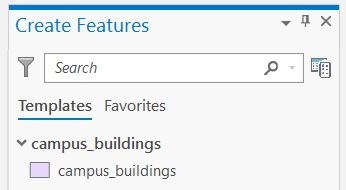 Create Features
Search
Templates Favorites
campus_buildings
campus_buildings